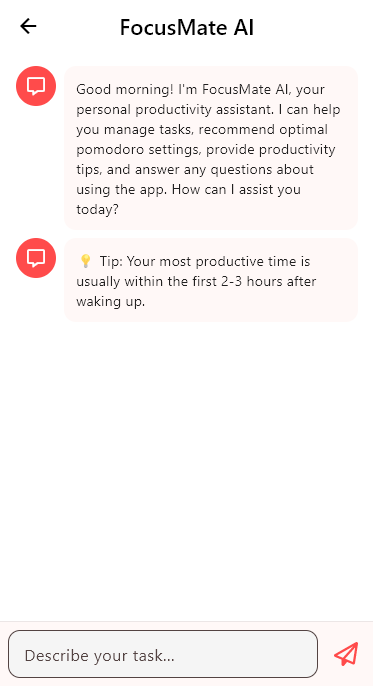 FocusMate AI
Good morning! I'm FocusMate AI, your
personal productivity assistant. I can help
you manage tasks, recommend optimal
pomodoro settings, provide productivity
tips, and answer any questions about
using the app. How can I assist you
today?
💡 Tip: Your most productive time is
usually within the first 2-3 hours after
waking up.
Describe your task...